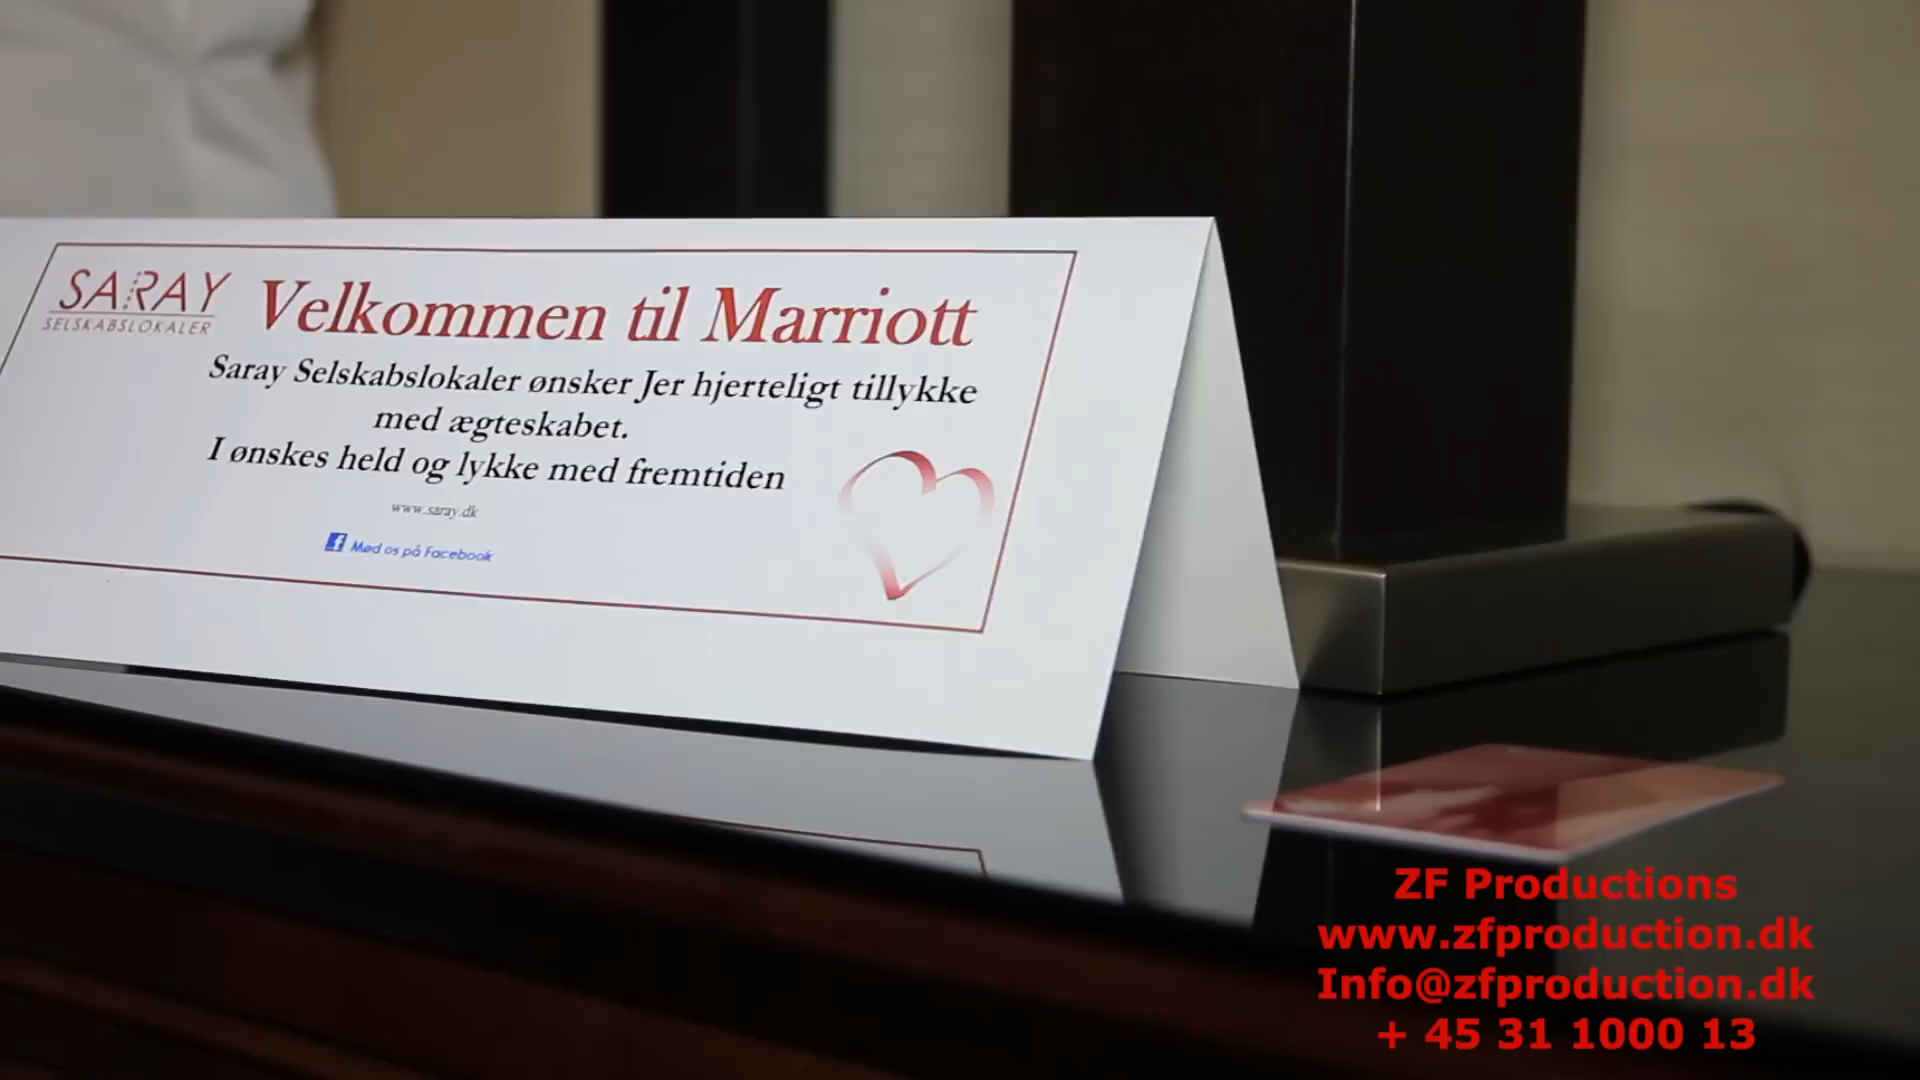 SARAY
SELSKABSLOKALER
Velkommen til Marriott
Saray Selskabslokaler ønsker Jer hjerteligt tillykke
med ægteskabet.
I ønskes held og lykke med fremtiden
www.saray.dk
f Mød os på Facebook
ZF Productions
www.zfproduction.dk
Info@zfproduction.dk
+ 45 31 1000 13